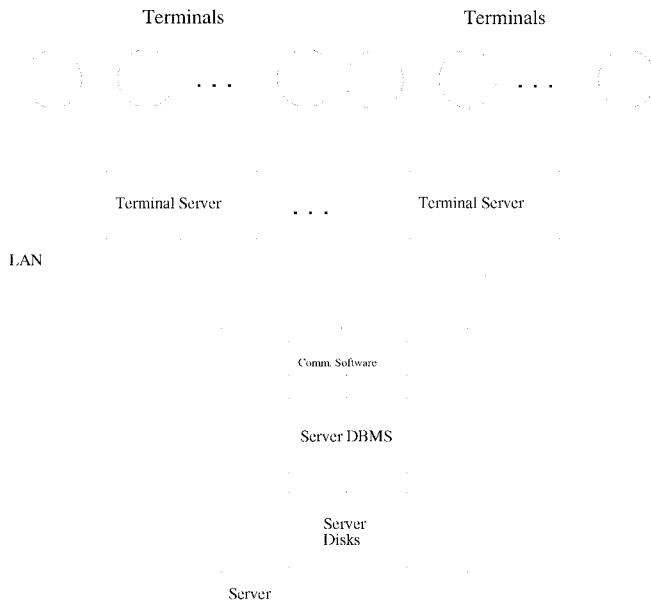 Terminals Terminals
. . . . . .
Terminal Server . . . Terminal Server
LAN
Comm. Software
Server DBMS
Server
Disks
Server